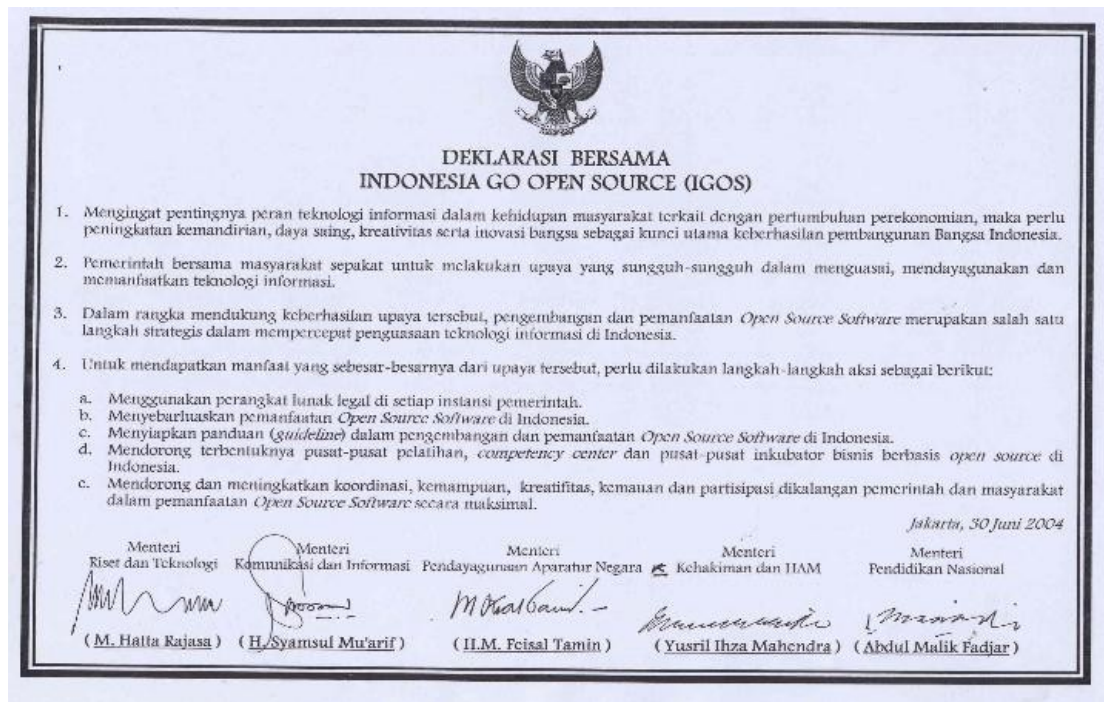 DEKLARASI BERSAMA
INDONESIA GO OPEN SOURCE (IGOS)
1. Mengingat pentingnya peran teknologi informasi dalam kehidupan masyarakat terkait dengan pertumbuhan perekonomian, maka perlu
peningkatan kemandirian, daya saing, kreativitas serta inovasi bangsa sebagai kunci utama keberhasilan pembangunan Bangsa Indonesia.
2. Pemerintah bersama masyarakat sepakat untuk melakukan upaya yang sungguh-sungguh dalam menguasai, mendayagunakan dan
memanfaatkan teknologi informasi.
3. Dalam rangka mendukung keberhasilan upaya tersebut, pengembangan dan pemanfaatan Open Source Software merupakan salah satu
langkah strategis dalam mempercepat penguasaan teknologi informasi di Indonesia.
4. Untuk mendapatkan manfaat yang sebesar-besarnya dari upaya tersebut, perlu dilakukan langkah-langkah aksi sebagai berikut:
a. Menggunakan perangkat lunak legal di setiap instansi pemerintah.
b. Menyebarluaskan pemanfaatan Open Source Software di Indonesia.
c. Menyiapkan panduan (guideline) dalam pengembangan dan pemanfaatan Open Source Software di Indonesia.
d. Mendorong terbentuknya pusat-pusat pelatihan, competency center dan pusat-pusat inkubator bisnis berbasis open source di
Indonesia.
e. Mendorong dan meningkatkan koordinasi, kemampuan, kreatifitas, kemauan dan partisipasi dikalangan pemerintah dan masyarakat
dalam pemanfaatan Open Source Software secara maksimal.
Jakarta, 30 Juni 2004
Menteri Menteri Menteri Menteri Menteri
Riset dan Teknologi Komunikasi dan Informasi Pendayagunaan Aparatur Negara Kehakiman dan HAM Pendidikan Nasional
( M. Hatta Rajasa ) ( H. Syamsul Mu'arif ) ( H.M. Feisal Tamin ) ( Yusril Ihza Mahendra ) ( Abdul Malik Fadjar )